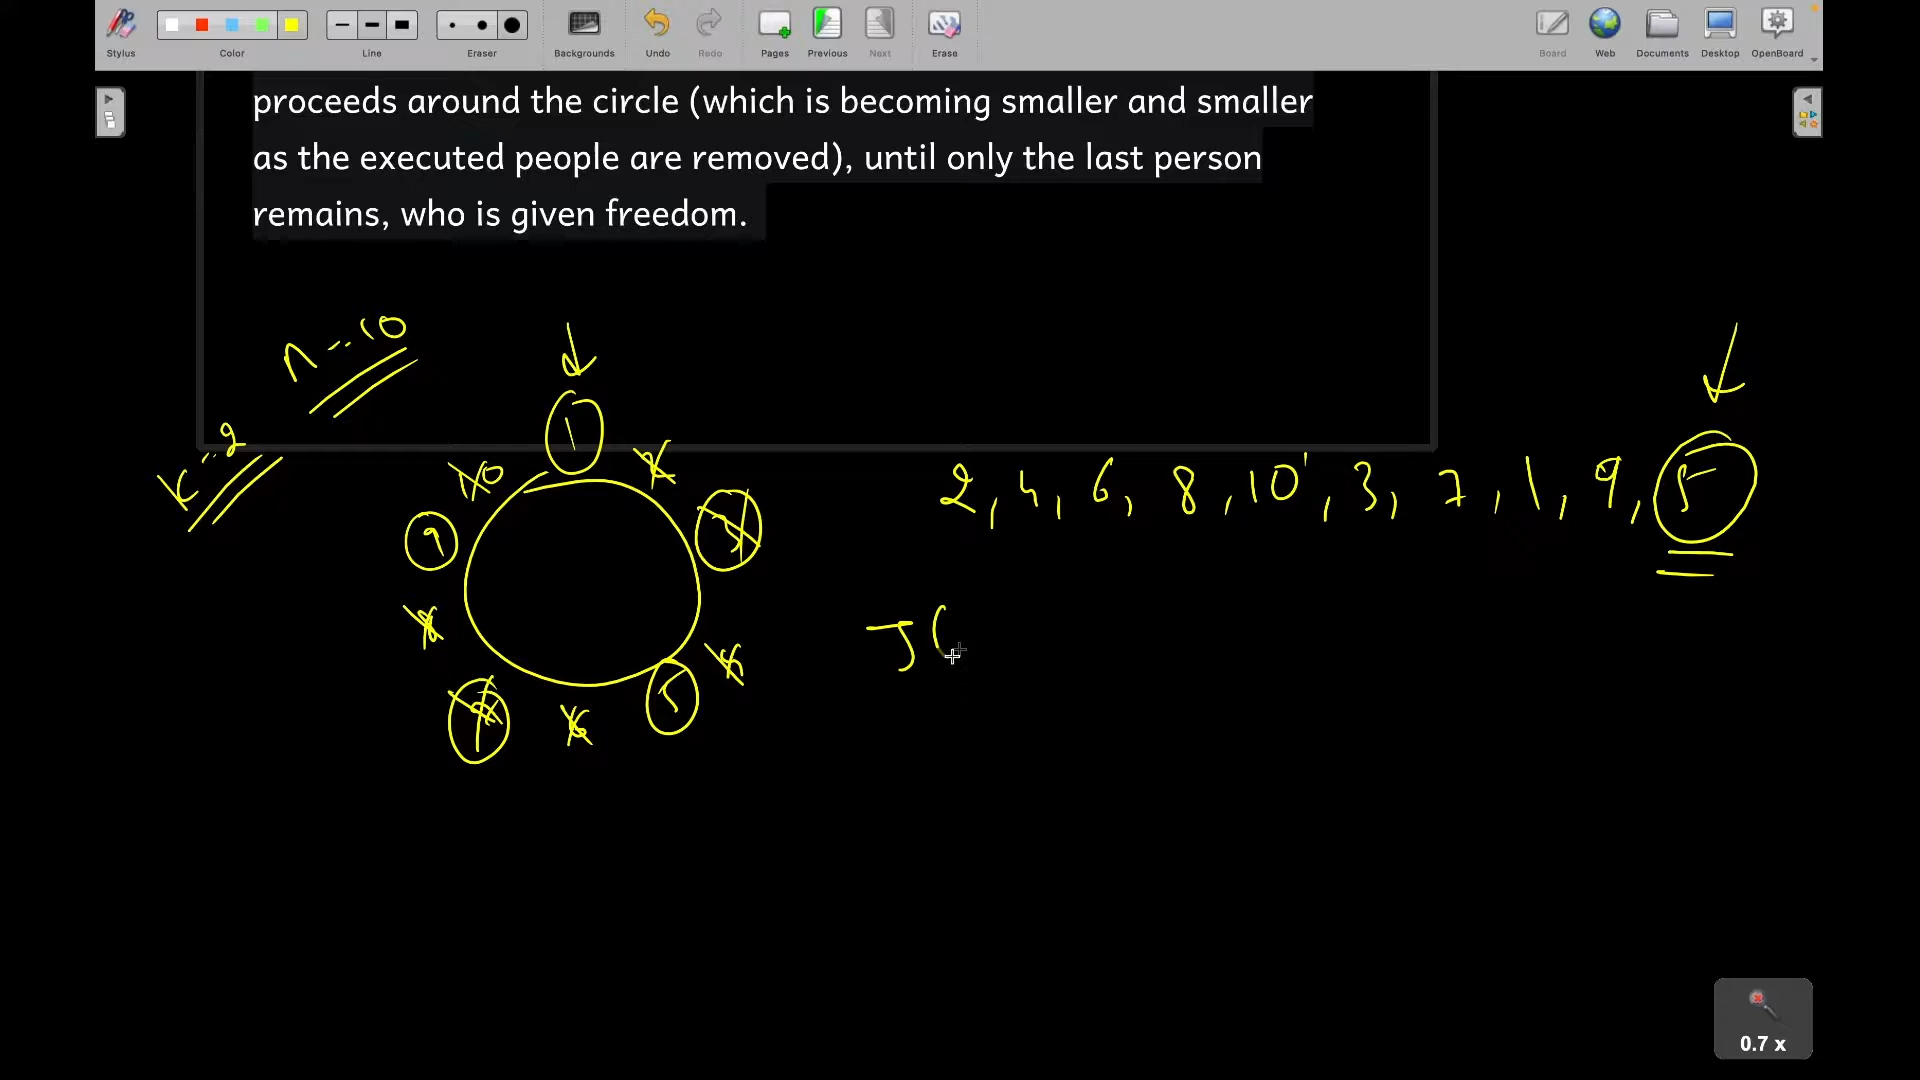 Stylus Color Line Eraser Backgrounds Undo Redo Pages Previous Next Erase Board Web Documents Desktop OpenBoard
proceeds around the circle (which is becoming smaller and smaller
as the executed people are removed), until only the last person
remains, who is given freedom.
n = 10
k = 2
1
10 2
9 3
8 4
7 5
6
2, 4, 6, 8, 10, 3, 7, 1, 9, 5
J(
0.7 x